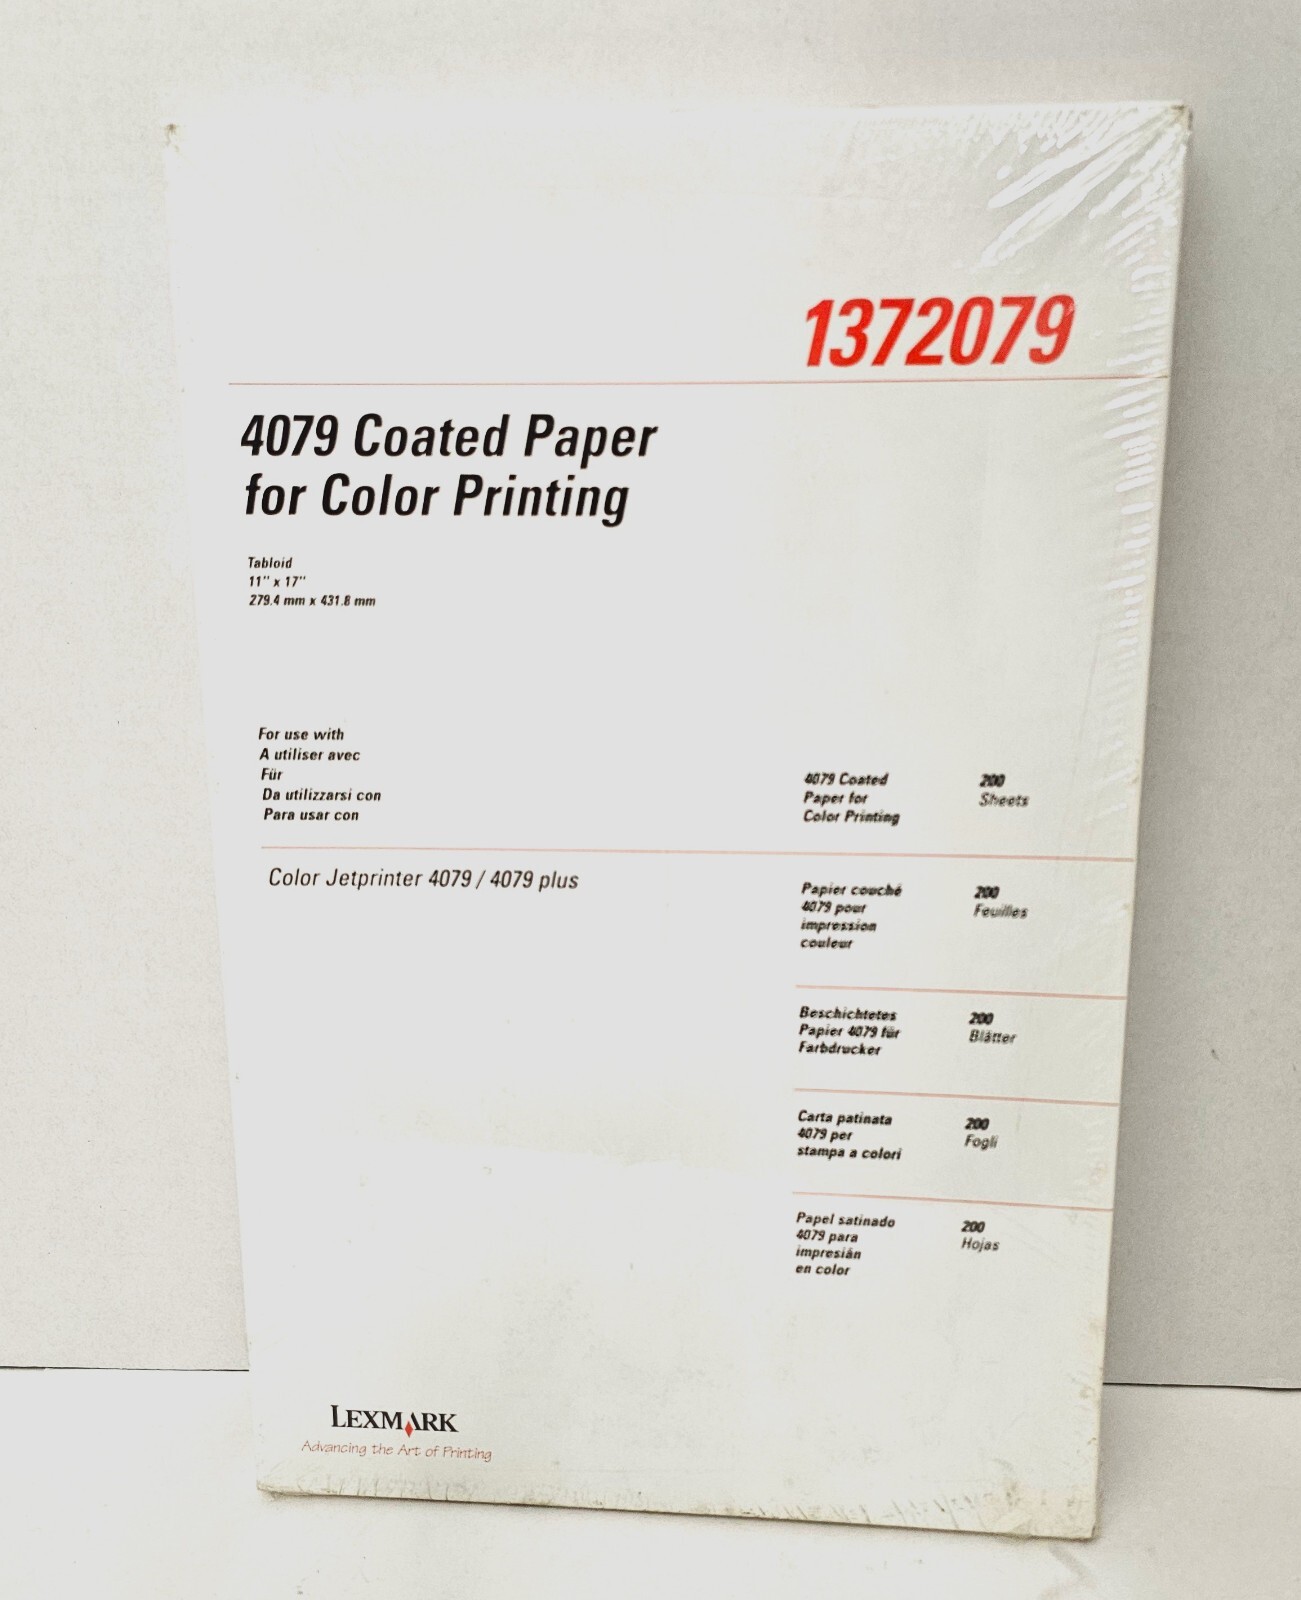 1372079
4079 Coated Paper
for Color Printing
Tabloid
11" x 17"
279.4 mm x 431.8 mm
For use with
A utiliser avec
Für
Da utilizzarsi con
Para usar con
Color Jetprinter 4079 / 4079 plus
4079 Coated
Paper for
Color Printing
200
Sheets
Papier couché
4079 pour
impression
couleur
200
Feuilles
Beschichtetes
Papier 4079 für
Farbdrucker
200
Blätter
Carta patinata
4079 per
stampa a colori
200
Fogli
Papel satinado
4079 para
impresián
en color
200
Hojas
LEXMARK
Advancing the Art of Printing